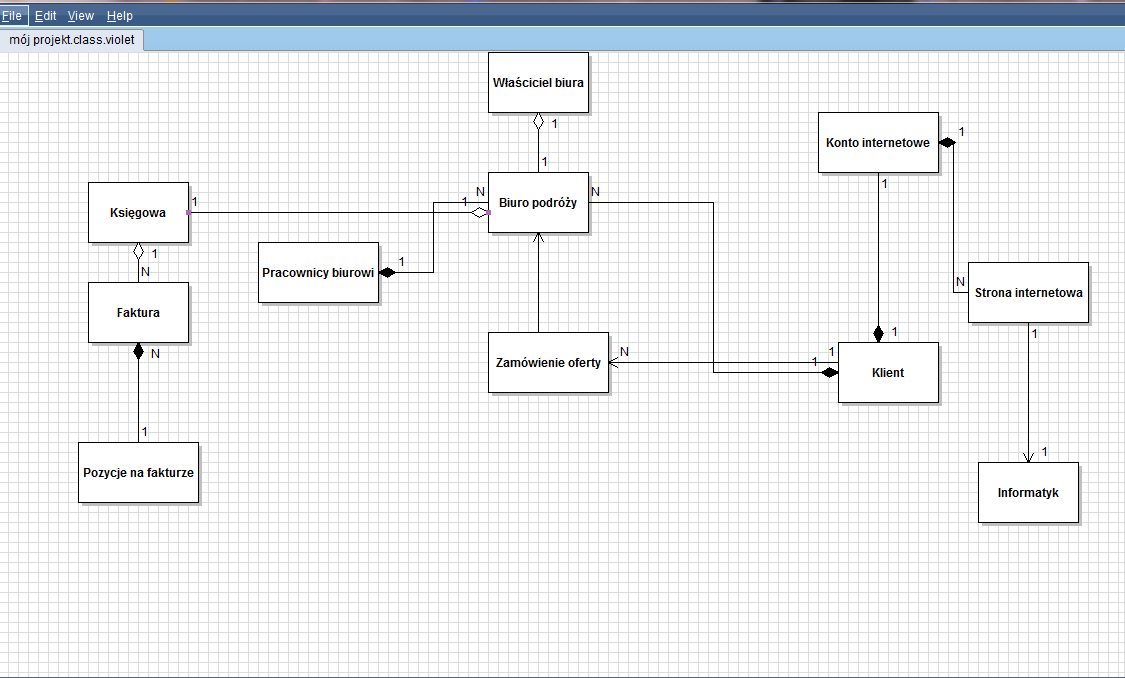 File Edit View Help
mój projekt.class.violet
Właściciel biura
1
1
Konto internetowe
1
1
Księgowa
1
1
N
Biuro podróży
N
1
N
Pracownicy biurowi
1
Faktura
N
N
Strona internetowa
1
Zamówienie oferty
N
1
1
1
Klient
1
Pozycje na fakturze
1
Informatyk